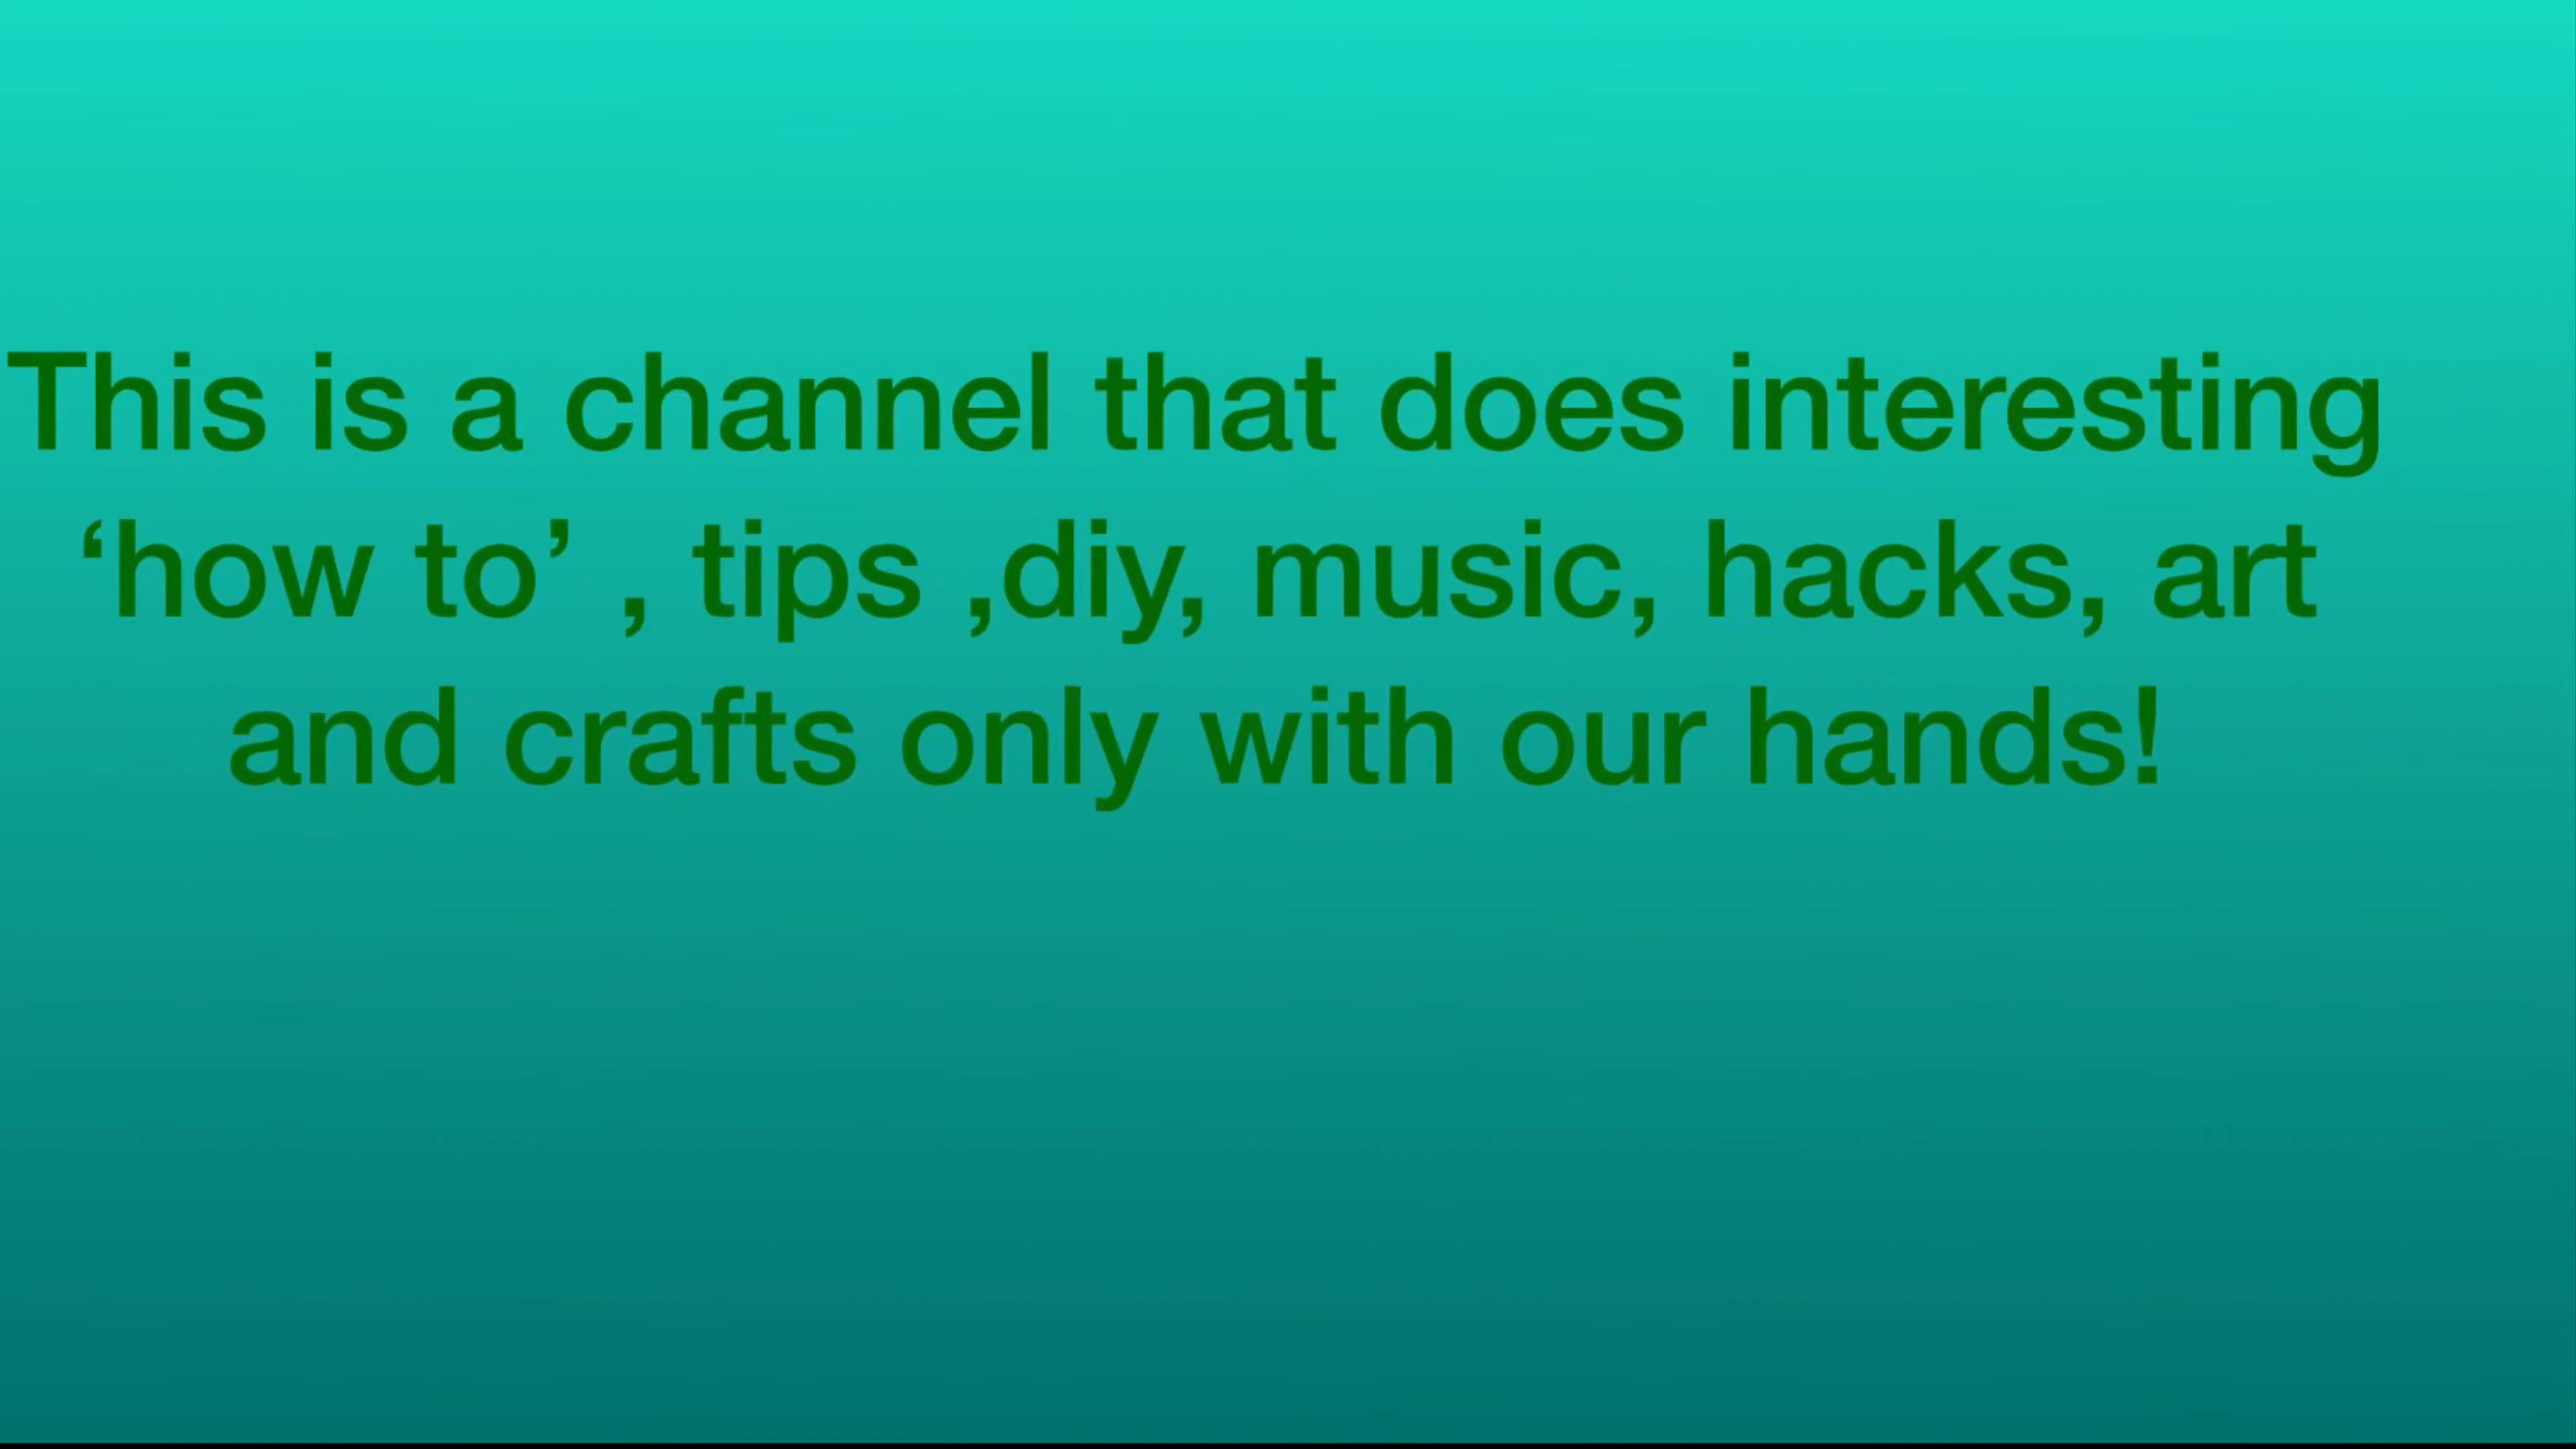 This is a channel that does interesting
‘how to’ , tips ,diy, music, hacks, art
and crafts only with our hands!